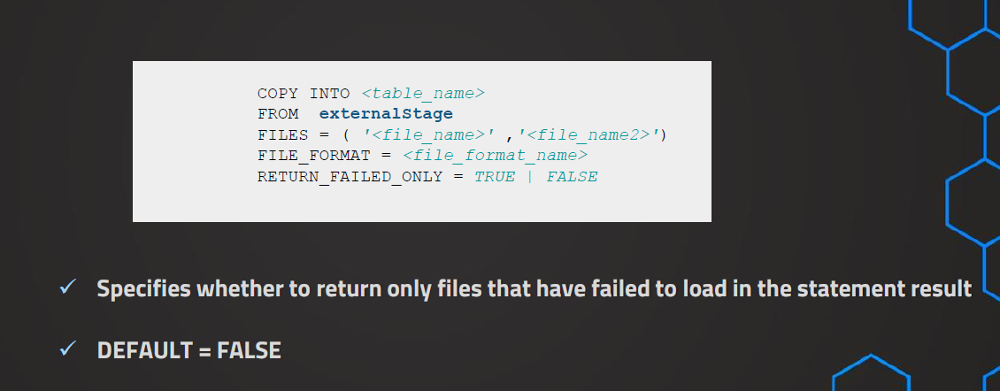 COPY INTO <table_name>
FROM externalStage
FILES = ( '<file_name>' ,'<file_name2>')
FILE_FORMAT = <file_format_name>
RETURN_FAILED_ONLY = TRUE | FALSE
✓ Specifies whether to return only files that have failed to load in the statement result
✓ DEFAULT = FALSE